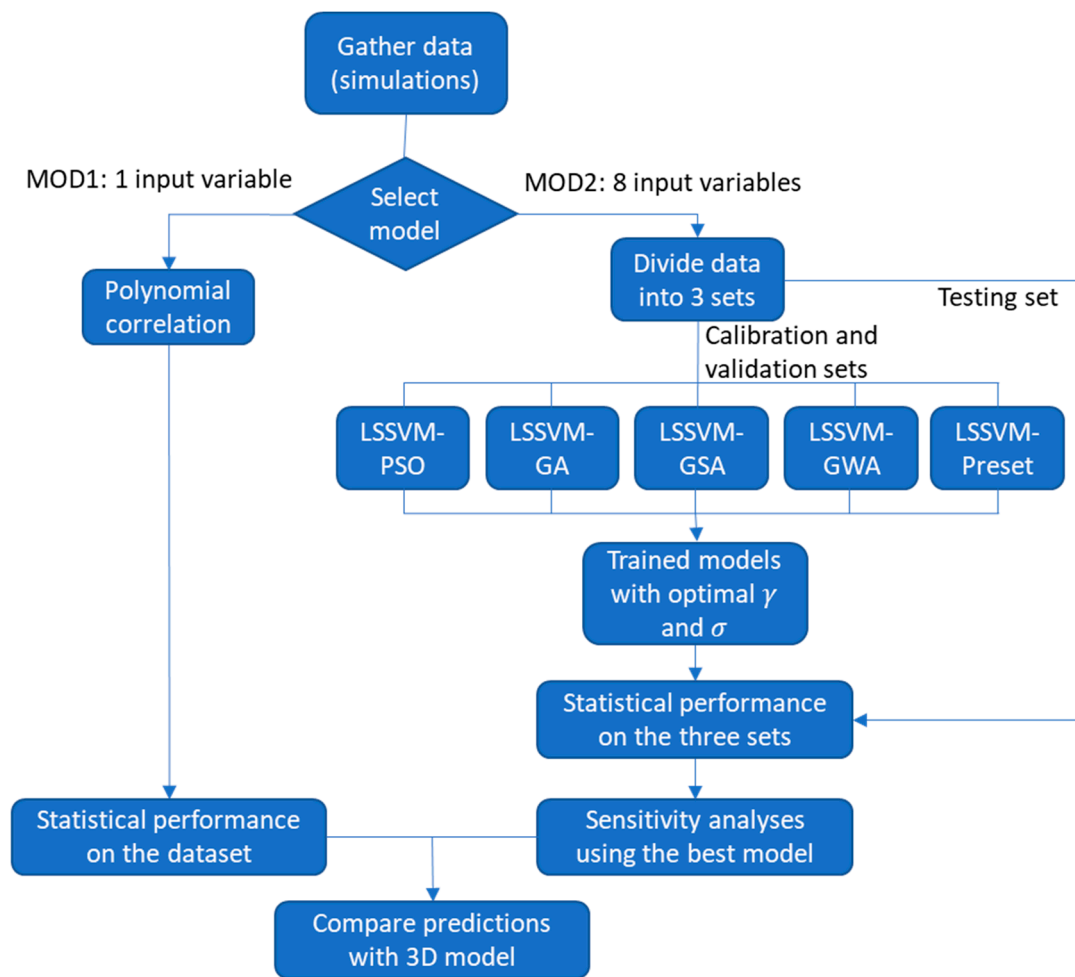 Gather data
(simulations)
MOD1: 1 input variable
MOD2: 8 input variables
Select
model
Polynomial
correlation
Divide data
into 3 sets
Testing set
Calibration and
validation sets
LSSVM-
PSO
LSSVM-
GA
LSSVM-
GSA
LSSVM-
GWA
LSSVM-
Preset
Trained models
with optimal γ
and σ
Statistical performance
on the three sets
Statistical performance
on the dataset
Sensitivity analyses
using the best model
Compare predictions
with 3D model